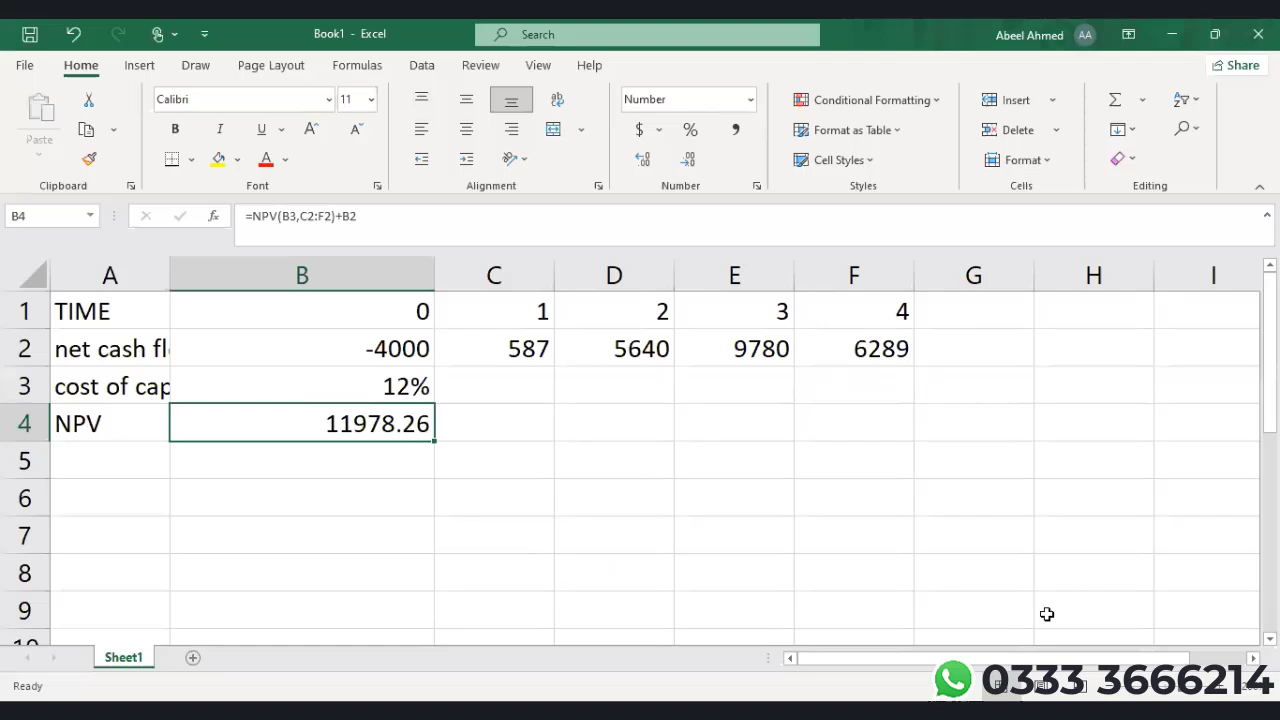 Book1 - Excel
Search
Abeel Ahmed
AA
File Home Insert Draw Page Layout Formulas Data Review View Help
Share
Paste
Calibri 11
B I U A A A
Number
$ % 9
Conditional Formatting
Format as Table
Cell Styles
Insert
Delete
Format
Clipboard Font Alignment Number Styles Cells Editing
B4 fx =NPV(B3,C2:F2)+B2
A B C D E F G H I
1 TIME 0 1 2 3 4
2 net cash fl -4000 587 5640 9780 6289
3 cost of cap 12%
4 NPV 11978.26
5
6
7
8
9
10
Sheet1
Ready
0333 3666214